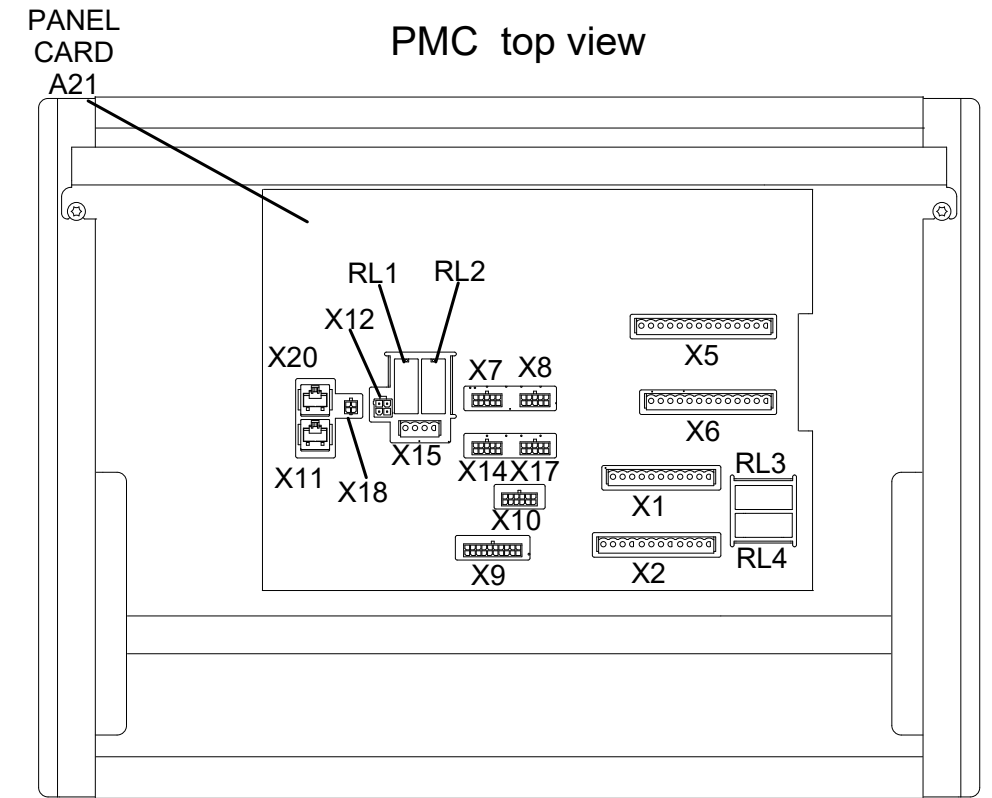 PANEL
CARD
A21
PMC top view
RL1
RL2
X12
X20
X7
X8
X5
X6
X15
X11
X18
X14
X17
RL3
X10
X1
X9
X2
RL4